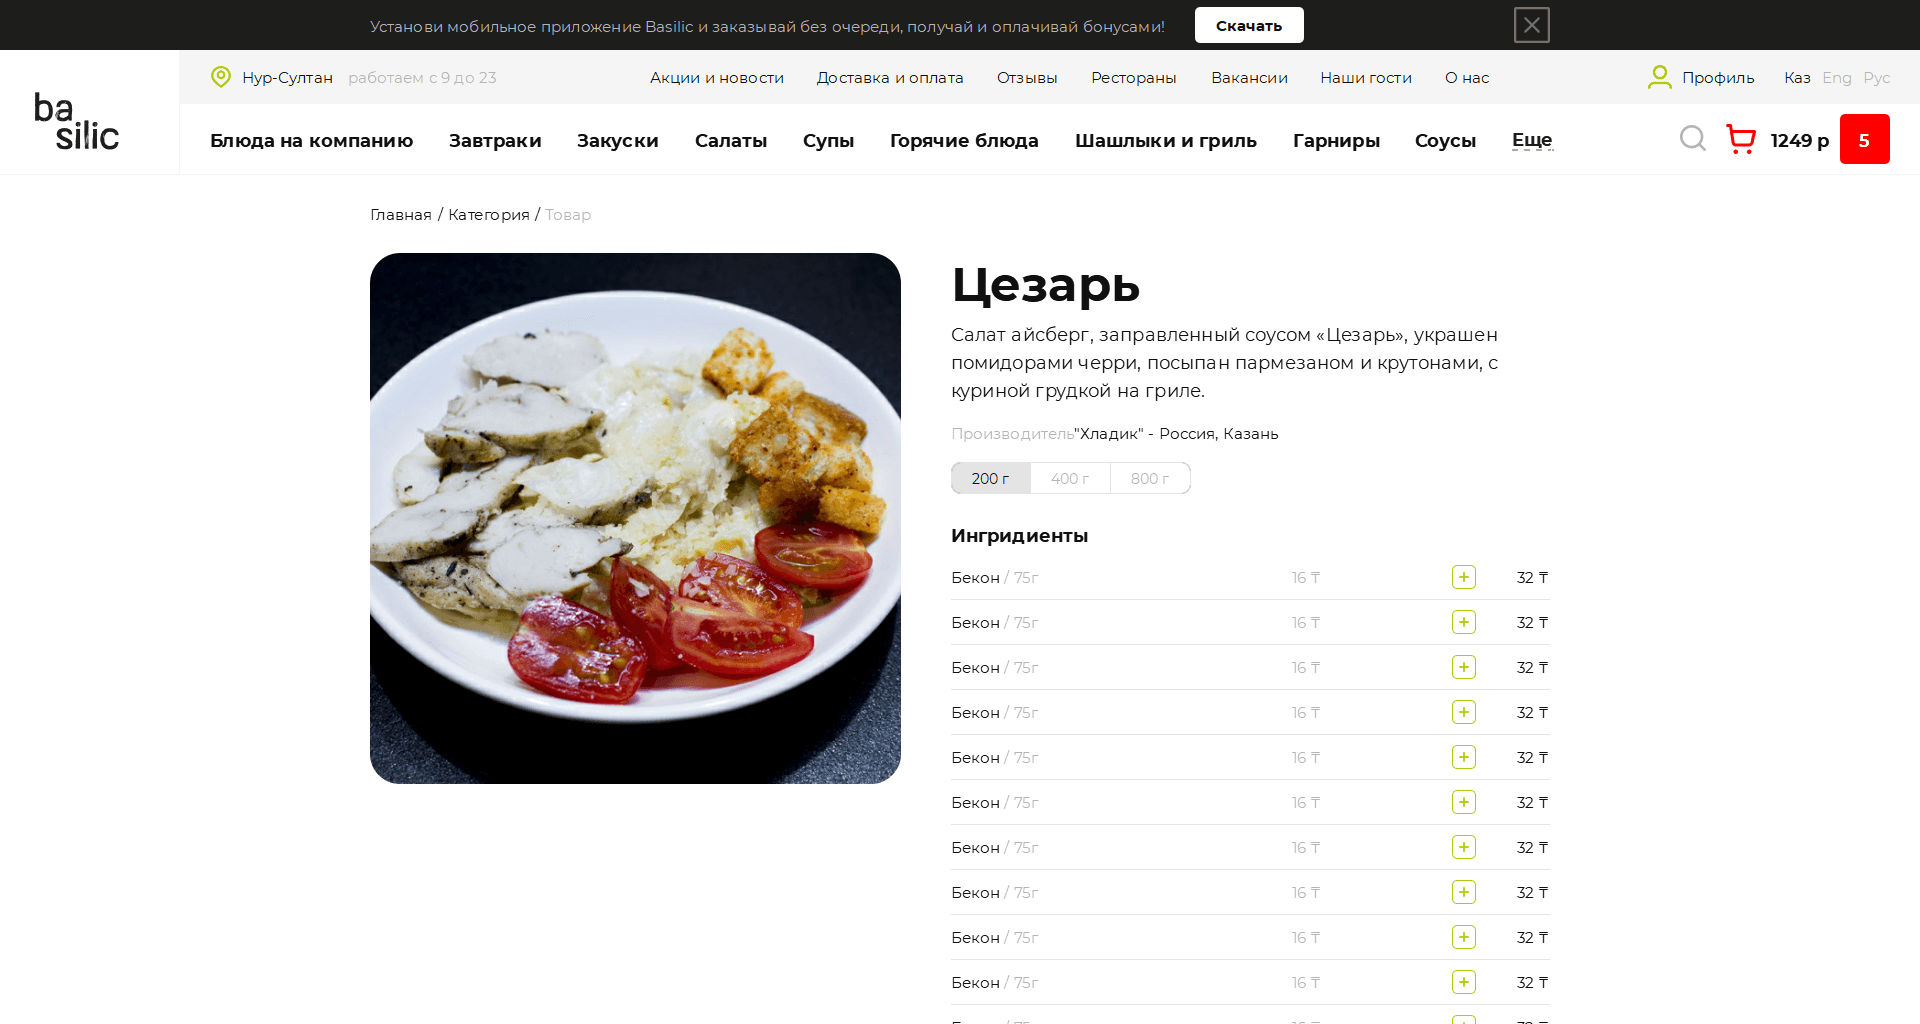 Установи мобильное приложение Basilic и заказывай без очереди, получай и оплачивай бонусами! Скачать
Нур-Султан работаем с 9 до 23 Акции и новости Доставка и оплата Отзывы Рестораны Вакансии Наши гости О нас Профиль Каз Eng Рус
ba
silic
Блюда на компанию Завтраки Закуски Салаты Супы Горячие блюда Шашлыки и гриль Гарниры Соусы Еще 1249 р 5
Главная / Категория / Товар
Цезарь
Салат айсберг, заправленный соусом «Цезарь», украшен
помидорами черри, посыпан пармезаном и крутонами, с
куриной грудкой на гриле.
Производитель"Хладик" - Россия, Казань
200 г 400 г 800 г
Ингридиенты
Бекон / 75г 16 ₸ + 32 ₸
Бекон / 75г 16 ₸ + 32 ₸
Бекон / 75г 16 ₸ + 32 ₸
Бекон / 75г 16 ₸ + 32 ₸
Бекон / 75г 16 ₸ + 32 ₸
Бекон / 75г 16 ₸ + 32 ₸
Бекон / 75г 16 ₸ + 32 ₸
Бекон / 75г 16 ₸ + 32 ₸
Бекон / 75г 16 ₸ + 32 ₸
Бекон / 75г 16 ₸ + 32 ₸